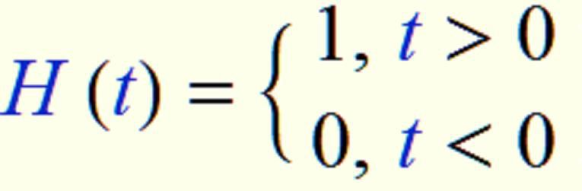 H (t) = { 1, t > 0
0, t < 0